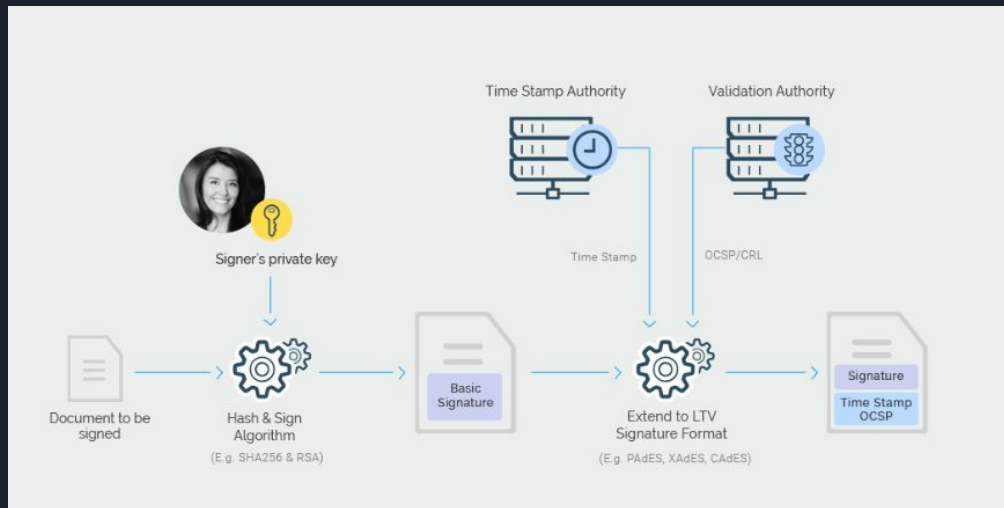 Time Stamp Authority
Validation Authority
Signer's private key
Time Stamp
OCSP/CRL
Document to be
signed
Hash & Sign
Algorithm
(E.g. SHA256 & RSA)
Basic
Signature
Extend to LTV
Signature Format
(E.g. PAdES, XAdES, CAdES)
Signature
Time Stamp
OCSP